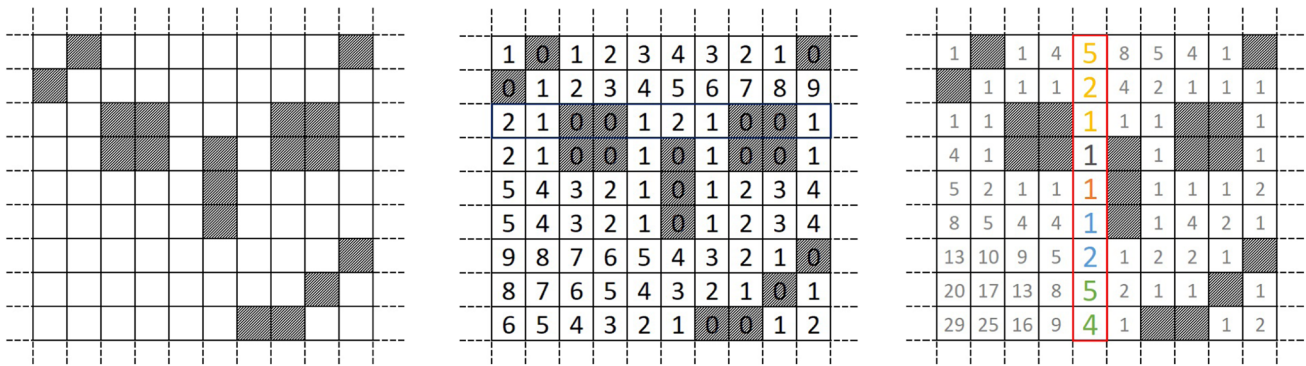 1 0 1 2 3 4 3 2 1 0
0 1 2 3 4 5 6 7 8 9
2 1 0 0 1 2 1 0 0 1
2 1 0 0 1 0 1 0 0 1
5 4 3 2 1 0 1 2 3 4
5 4 3 2 1 0 1 2 3 4
9 8 7 6 5 4 3 2 1 0
8 7 6 5 4 3 2 1 0 1
6 5 4 3 2 1 0 0 1 2
1 1 4 5 8 5 4 1
1 1 1 2 4 2 1 1 1
1 1 1 1 1 1
4 1 1 1 1
5 2 1 1 1 1 1 1 2
8 5 4 4 1 1 4 2 1
13 10 9 5 2 1 2 2 1
20 17 13 8 5 2 1 1 1
29 25 16 9 4 1 1 2